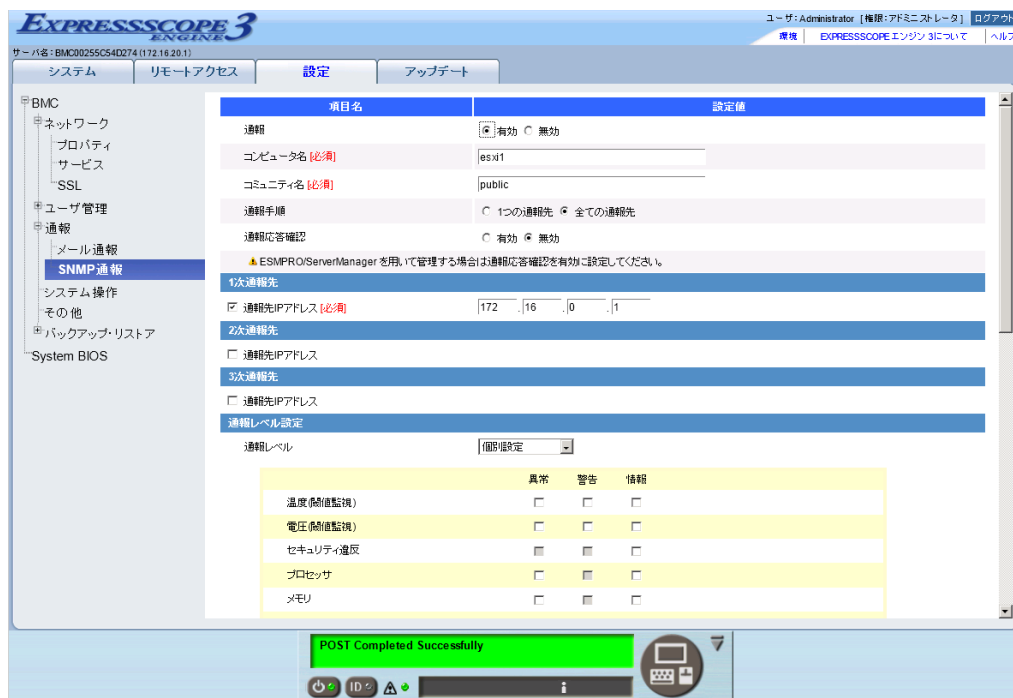 EXPRESSSCOPE
ENGINE 3
ユーザ: Administrator [権限:アドミニストレータ] ログアウト
環境 EXPRESSSCOPE エンジン 3について ヘルプ
サーバ名: BMC00255C54D274 (172.16.20.1)
システム リモートアクセス 設定 アップデート
BMC
ネットワーク
プロパティ
サービス
SSL
ユーザ管理
通報
メール通報
SNMP通報
システム操作
その他
バックアップ・リストア
System BIOS
項目名 設定値
通報 有効 無効
コンピュータ名 [必須] esxi1
コミュニティ名 [必須] public
通報手順 1つの通報先 全ての通報先
通報応答確認 有効 無効
ESMPRO/ServerManager を用いて管理する場合は通報応答確認を有効に設定してください。
1次通報先
通報先IPアドレス [必須] 172 .16 .0 .1
2次通報先
通報先IPアドレス
3次通報先
通報先IPアドレス
通報レベル設定
通報レベル 個別設定
異常 警告 情報
温度(閾値監視)
電圧(閾値監視)
セキュリティ違反
プロセッサ
メモリ
POST Completed Successfully
ID